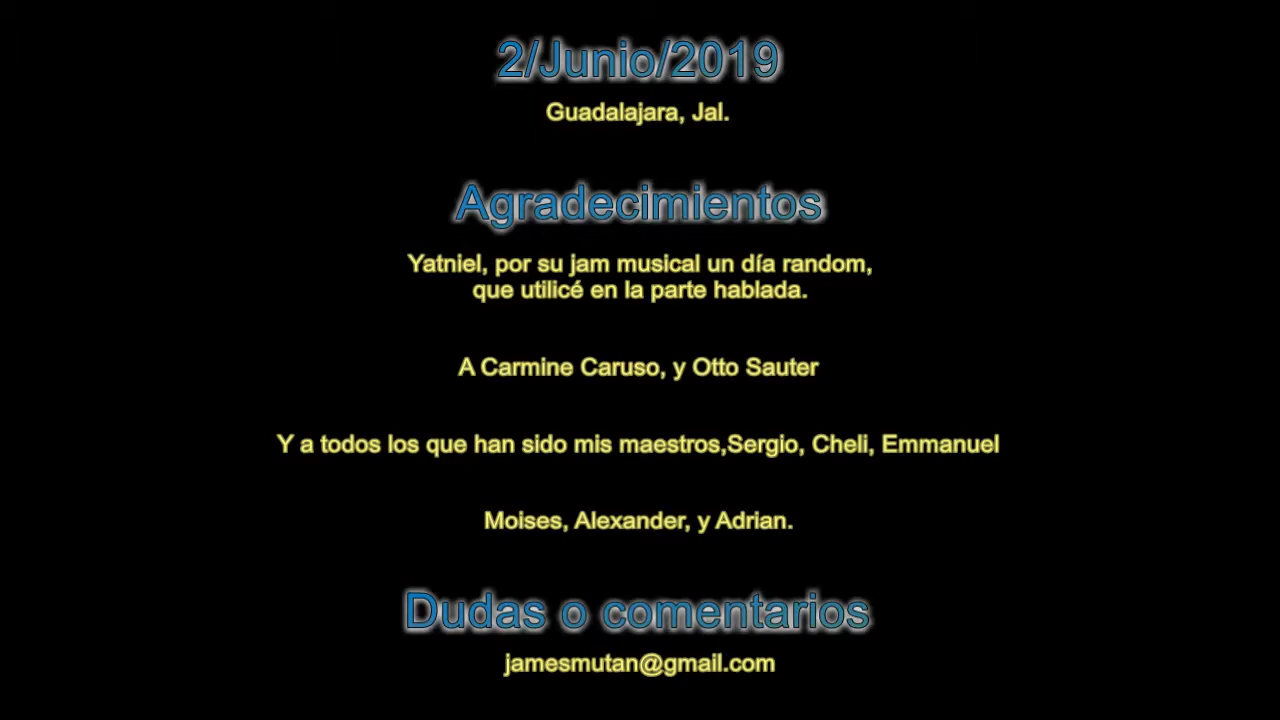 2/Junio/2019
Guadalajara, Jal.
Agradecimientos
Yatniel, por su jam musical un día random,
que utilicé en la parte hablada.
A Carmine Caruso, y Otto Sauter
Y a todos los que han sido mis maestros,Sergio, Cheli, Emmanuel
Moises, Alexander, y Adrian.
Dudas o comentarios
jamesmutan@gmail.com